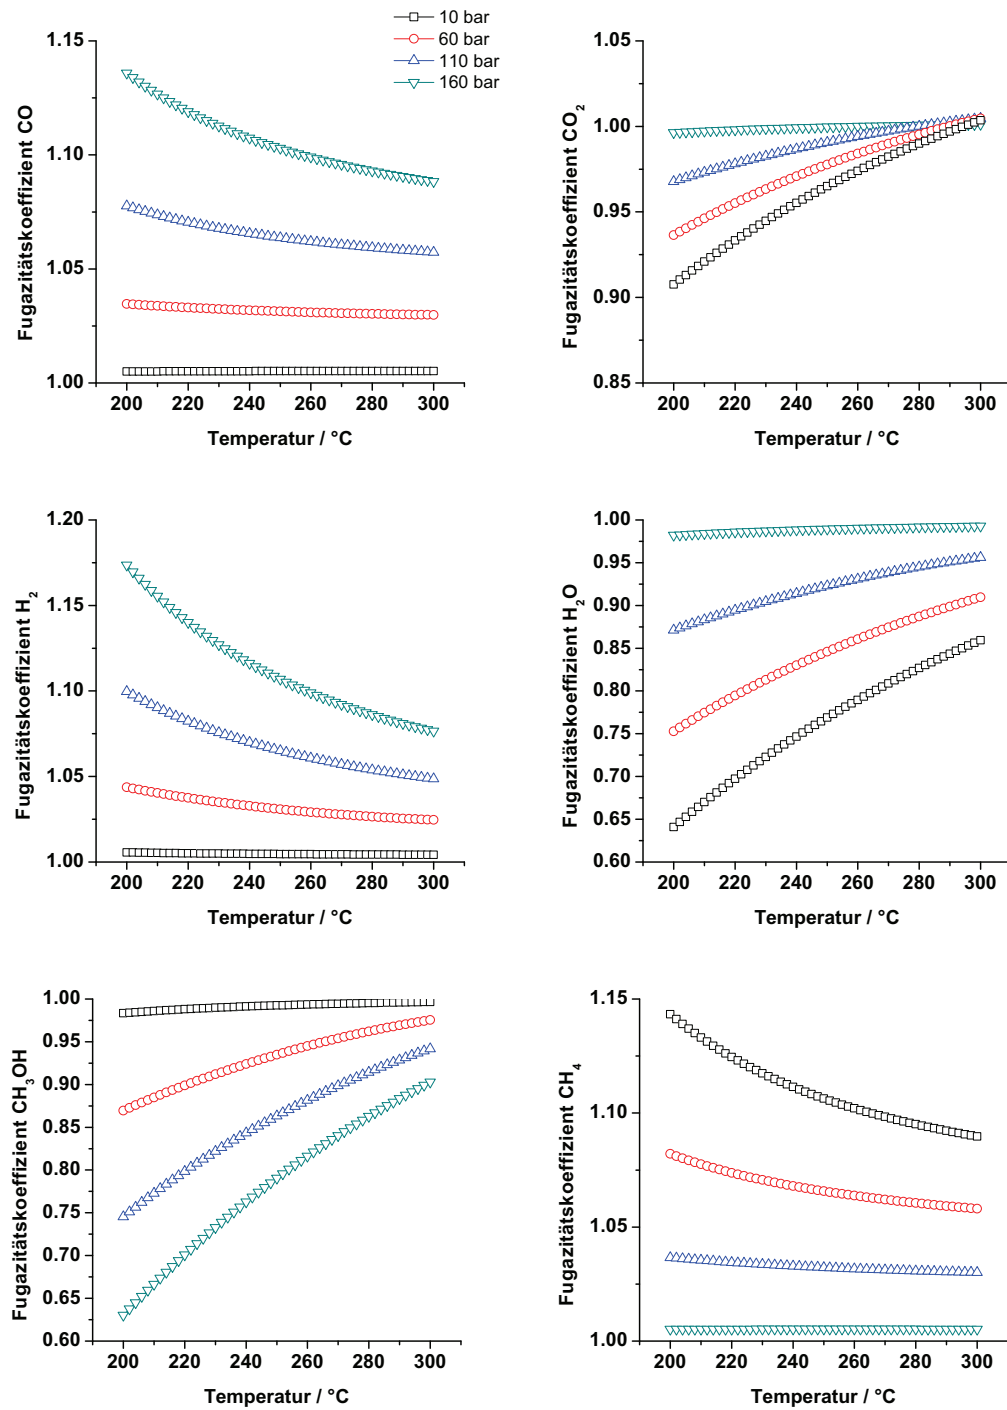 10 bar
60 bar
110 bar
160 bar
1.15
1.10
1.05
1.00
Fugazitätskoeffizient CO
200 220 240 260 280 300
Temperatur / °C
1.05
1.00
0.95
0.90
0.85
Fugazitätskoeffizient CO₂
200 220 240 260 280 300
Temperatur / °C
1.20
1.15
1.10
1.05
1.00
Fugazitätskoeffizient H₂
200 220 240 260 280 300
Temperatur / °C
1.00
0.95
0.90
0.85
0.80
0.75
0.70
0.65
0.60
Fugazitätskoeffizient H₂O
200 220 240 260 280 300
Temperatur / °C
1.00
0.95
0.90
0.85
0.80
0.75
0.70
0.65
0.60
Fugazitätskoeffizient CH₃OH
200 220 240 260 280 300
Temperatur / °C
1.15
1.10
1.05
1.00
Fugazitätskoeffizient CH₄
200 220 240 260 280 300
Temperatur / °C